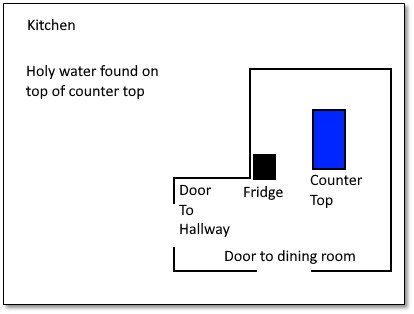 Kitchen
Holy water found on
top of counter top
Door
To
Hallway
Fridge
Counter
Top
Door to dining room